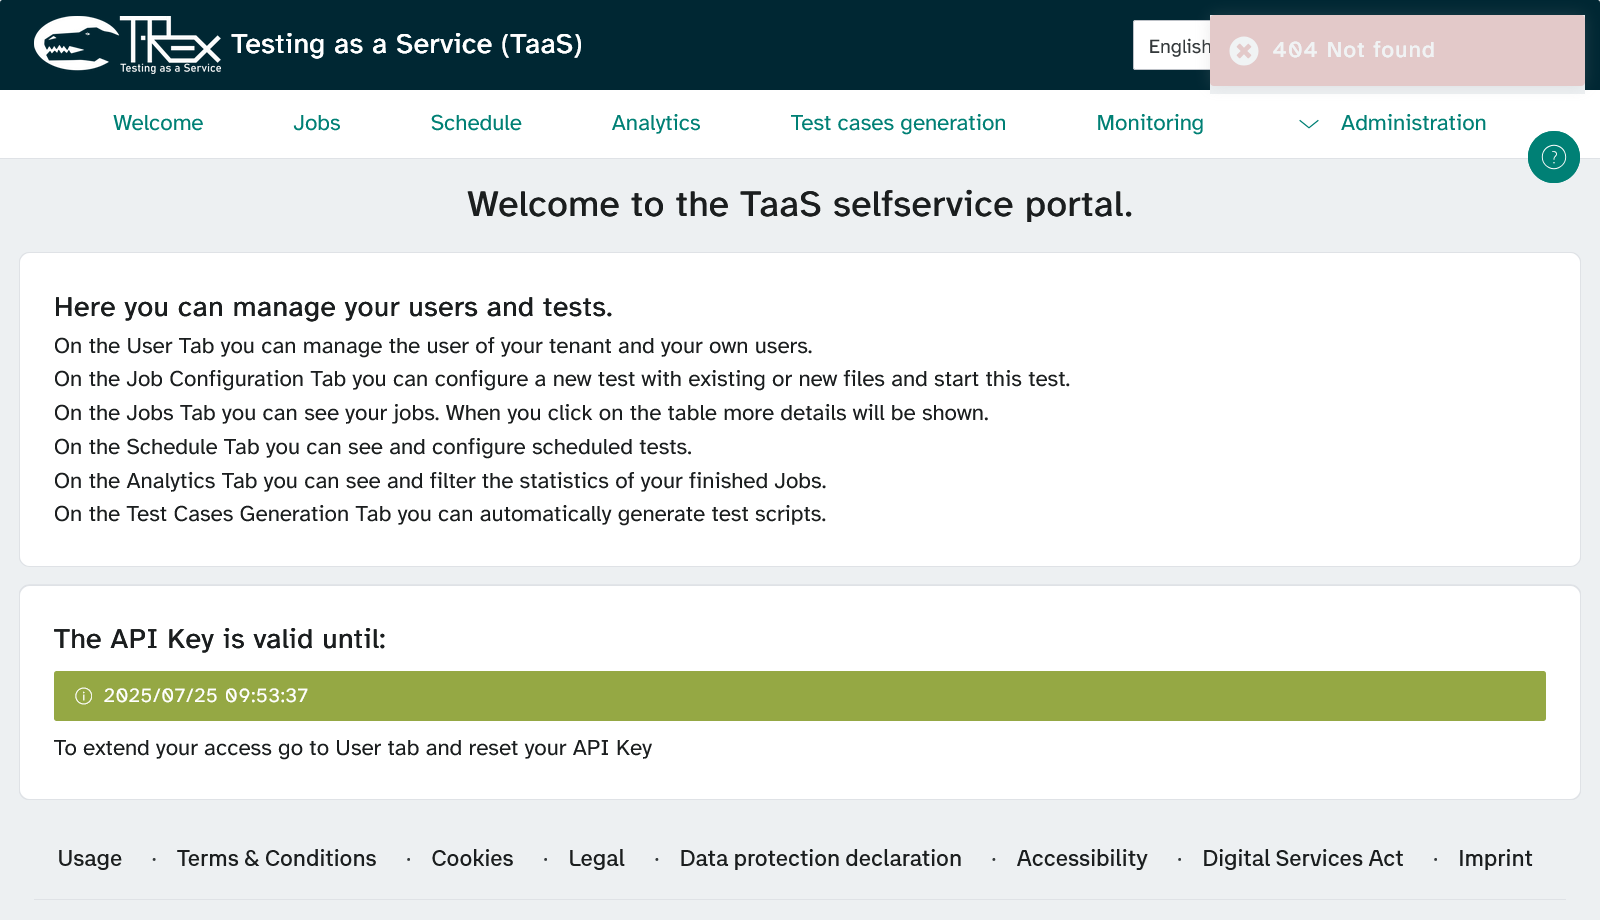 T-Rex
Testing as a Service
Testing as a Service (TaaS)
English
404 Not found
Welcome
Jobs
Schedule
Analytics
Test cases generation
Monitoring
Administration
?
Welcome to the TaaS selfservice portal.
Here you can manage your users and tests.
On the User Tab you can manage the user of your tenant and your own users.
On the Job Configuration Tab you can configure a new test with existing or new files and start this test.
On the Jobs Tab you can see your jobs. When you click on the table more details will be shown.
On the Schedule Tab you can see and configure scheduled tests.
On the Analytics Tab you can see and filter the statistics of your finished Jobs.
On the Test Cases Generation Tab you can automatically generate test scripts.
The API Key is valid until:
2025/07/25 09:53:37
To extend your access go to User tab and reset your API Key
Usage · Terms & Conditions · Cookies · Legal · Data protection declaration · Accessibility · Digital Services Act · Imprint